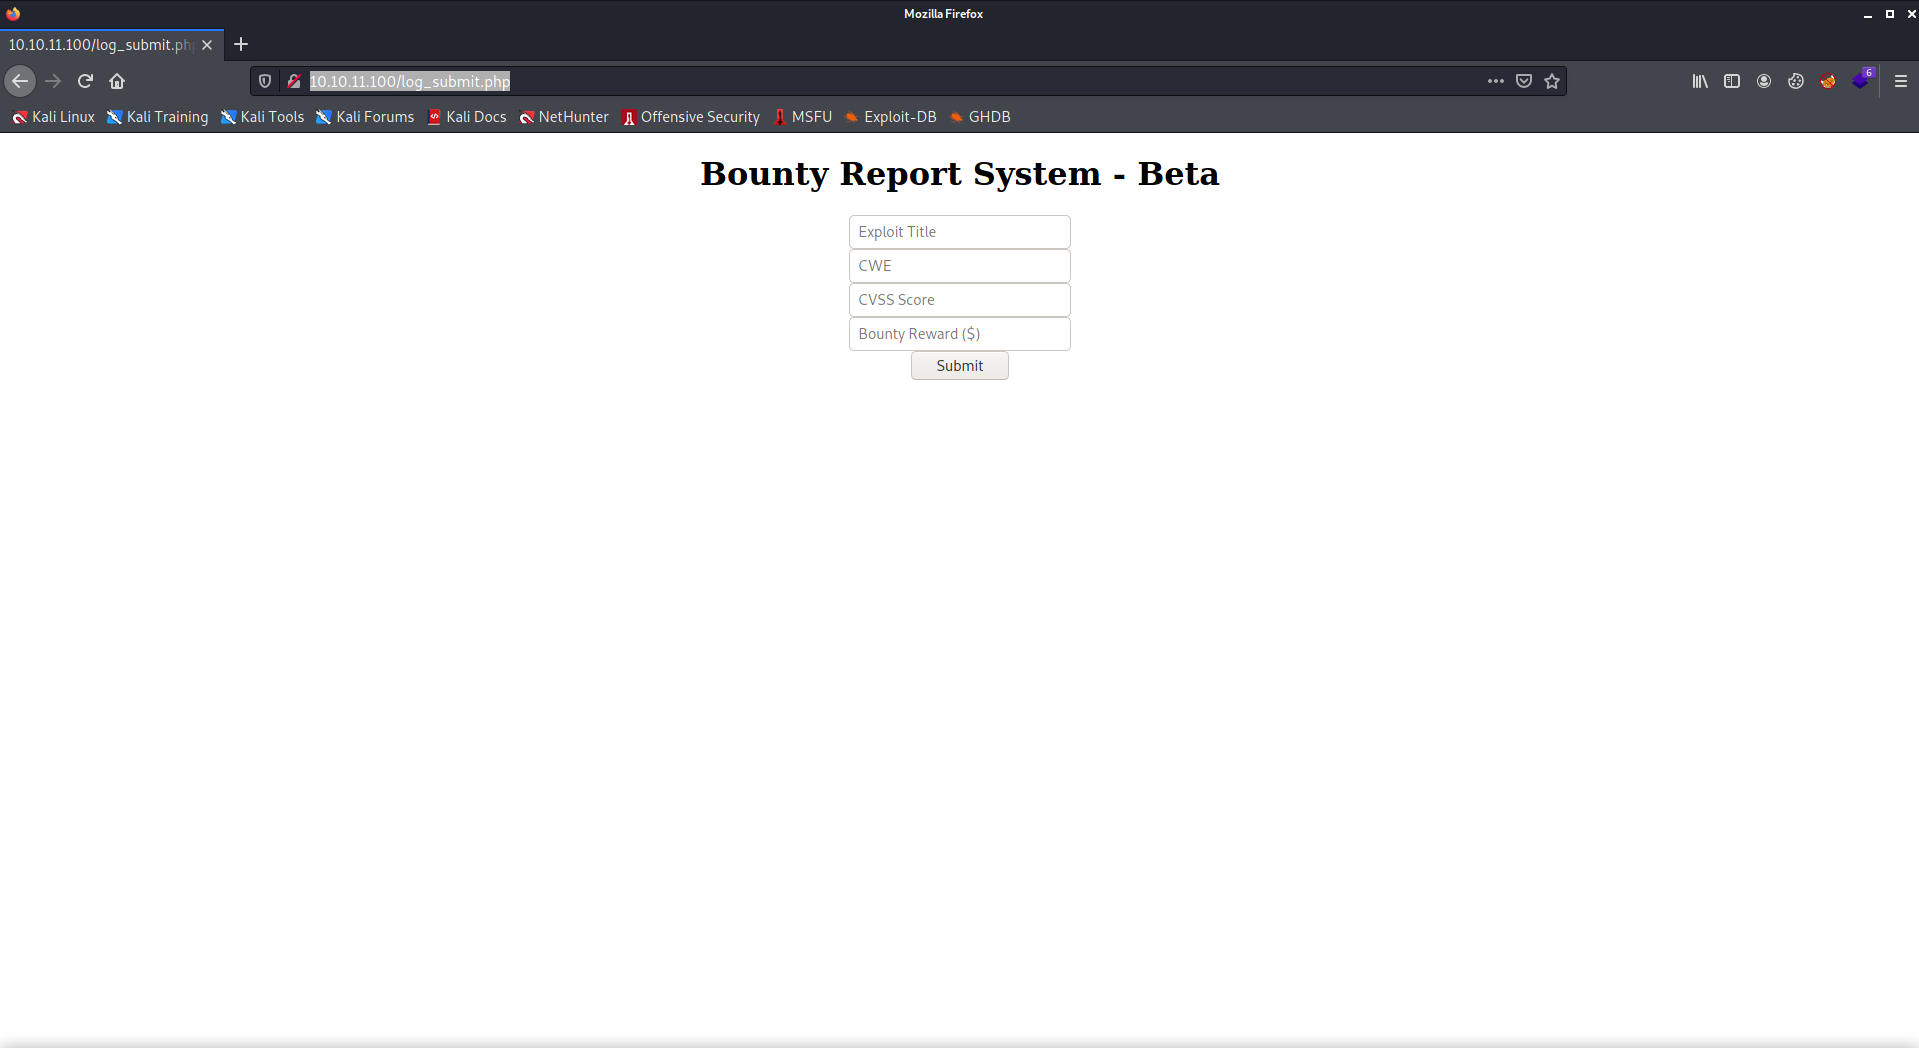 Mozilla Firefox
10.10.11.100/log_submit.ph
10.10.11.100/log_submit.php
6
Kali Linux Kali Training Kali Tools Kali Forums Kali Docs NetHunter Offensive Security MSFU Exploit-DB GHDB
Bounty Report System - Beta
Exploit Title
CWE
CVSS Score
Bounty Reward ($)
Submit